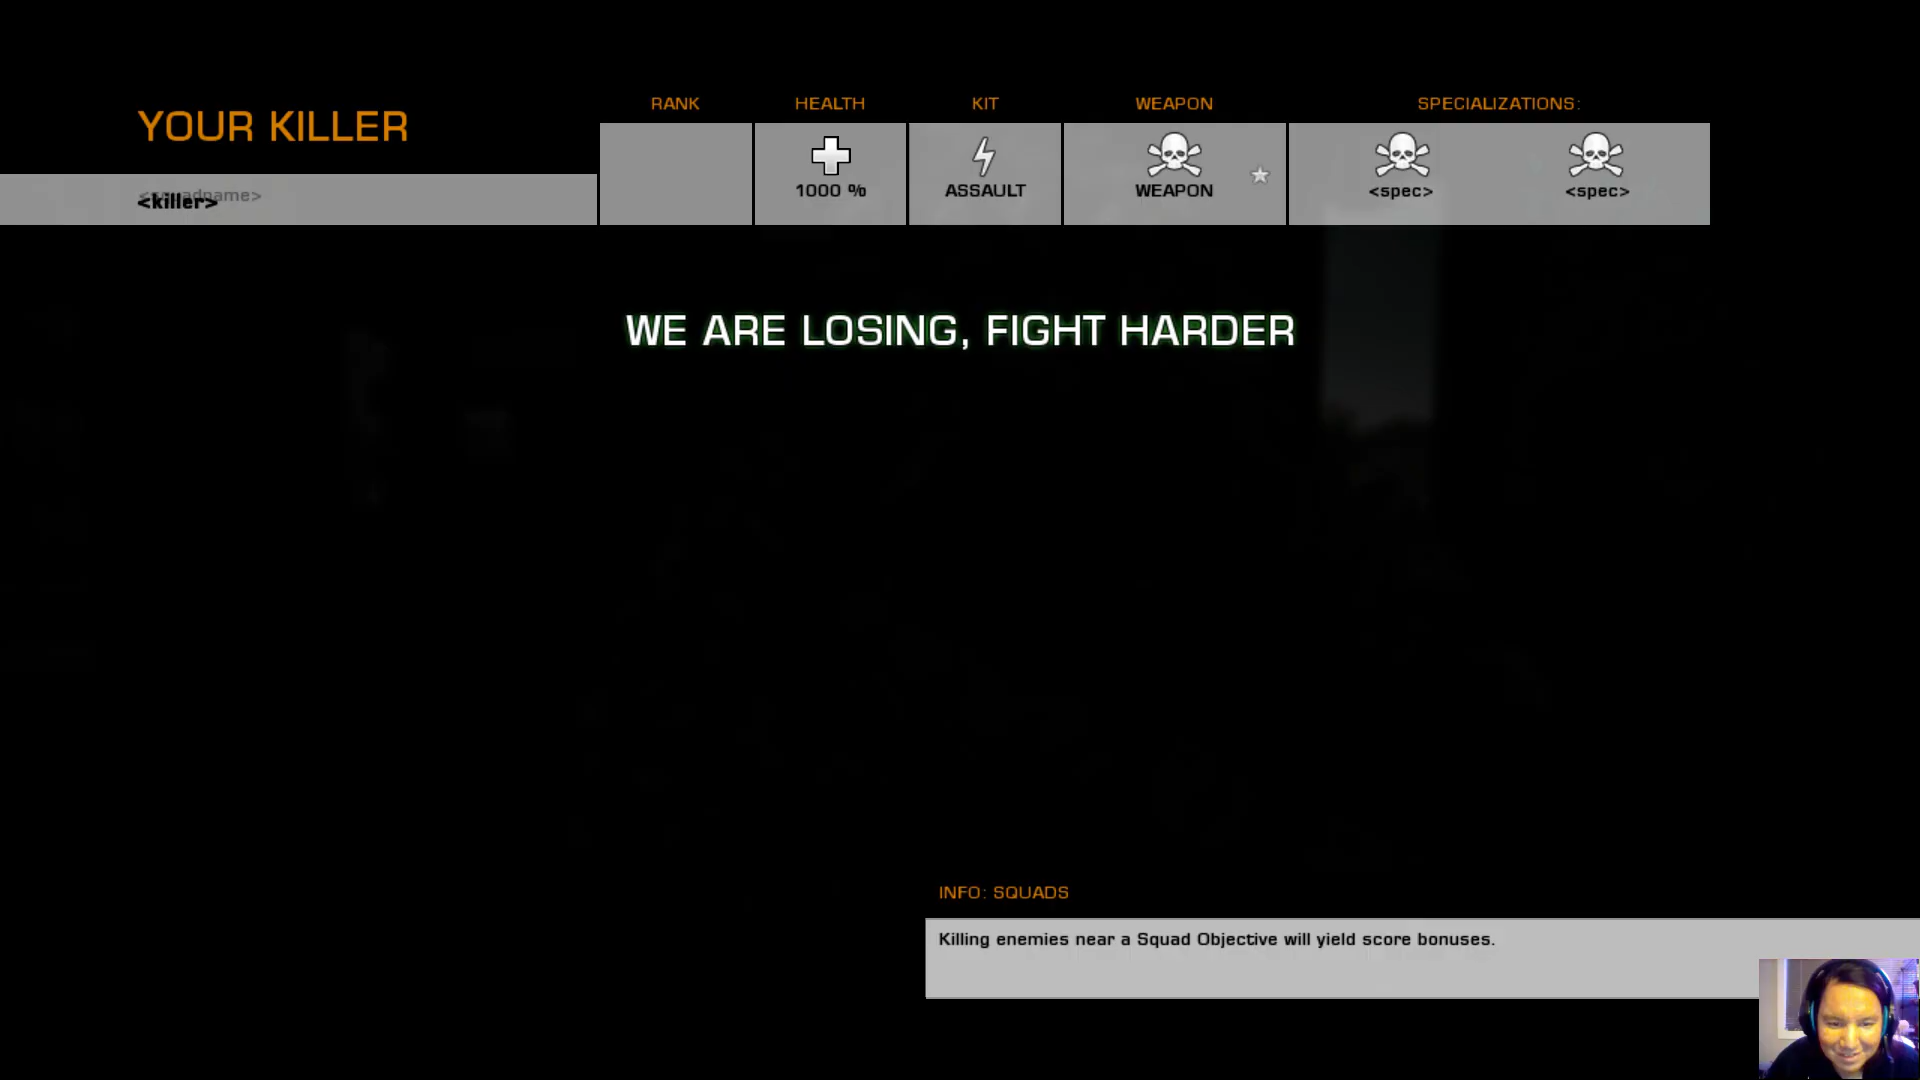 YOUR KILLER
RANK
HEALTH
KIT
WEAPON
SPECIALIZATIONS:
<squadname>
<killer>
1000 %
ASSAULT
WEAPON
<spec>
<spec>
WE ARE LOSING, FIGHT HARDER
INFO: SQUADS
Killing enemies near a Squad Objective will yield score bonuses.